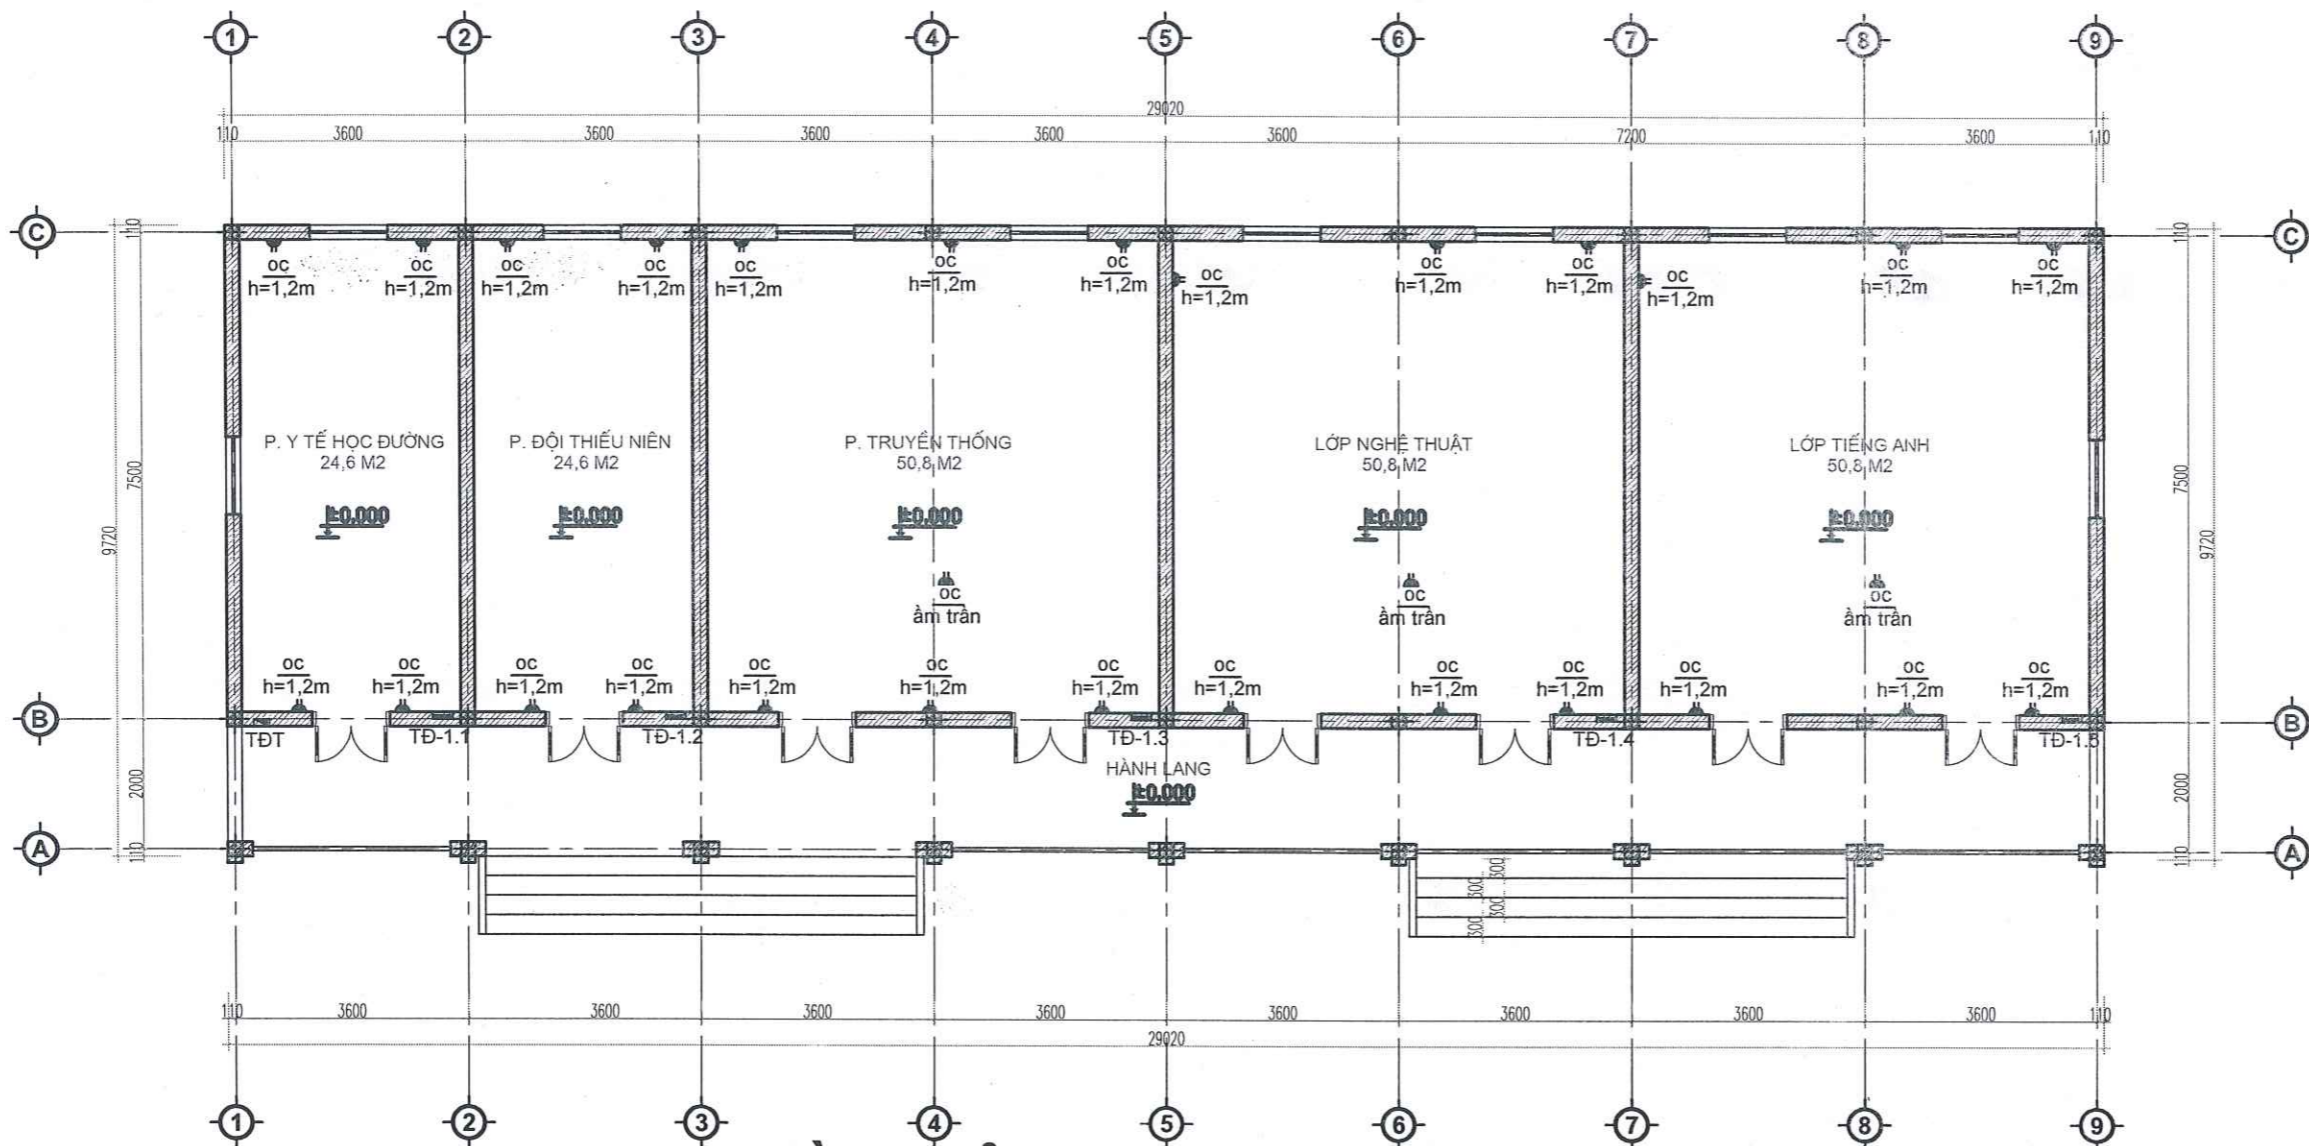 1 2 3 4 5 6 7 8 9
29020
110 3600 3600 3600 3600 3600 7200 3600 110
C C
110 110
oc oc oc oc oc oc oc oc oc oc oc oc oc
h=1,2m h=1,2m h=1,2m h=1,2m h=1,2m h=1,2m h=1,2m h=1,2m h=1,2m h=1,2m h=1,2m h=1,2m h=1,2m
P. Y TẾ HỌC ĐƯỜNG P. ĐỘI THIẾU NIÊN P. TRUYỀN THỐNG LỚP NGHỆ THUẬT LỚP TIẾNG ANH
24,6 M2 24,6 M2 50,8 M2 50,8 M2 50,8 M2
7500 7500
±0.000 ±0.000 ±0.000 ±0.000 ±0.000
9720 9720
oc oc oc
âm trần âm trần âm trần
oc oc oc oc oc oc oc oc oc oc oc oc oc
h=1,2m h=1,2m h=1,2m h=1,2m h=1,2m h=1,2m h=1,2m h=1,2m h=1,2m h=1,2m h=1,2m h=1,2m h=1,2m
B B
TĐT TĐ-1.1 TĐ-1.2 TĐ-1.3 TĐ-1.4 TĐ-1.5
HÀNH LANG
2000 2000
±0.000
A A
110 110
300
300
300
300
110 3600 3600 3600 3600 3600 3600 3600 3600 110
29020
1 2 3 4 5 6 7 8 9